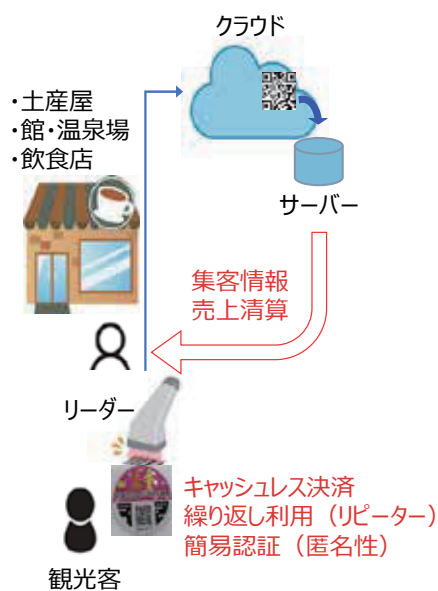 クラウド
・土産屋
・館・温泉場
・飲食店
サーバー
集客情報
売上清算
リーダー
キャッシュレス決済
繰り返し利用（リピーター）
簡易認証（匿名性）
観光客